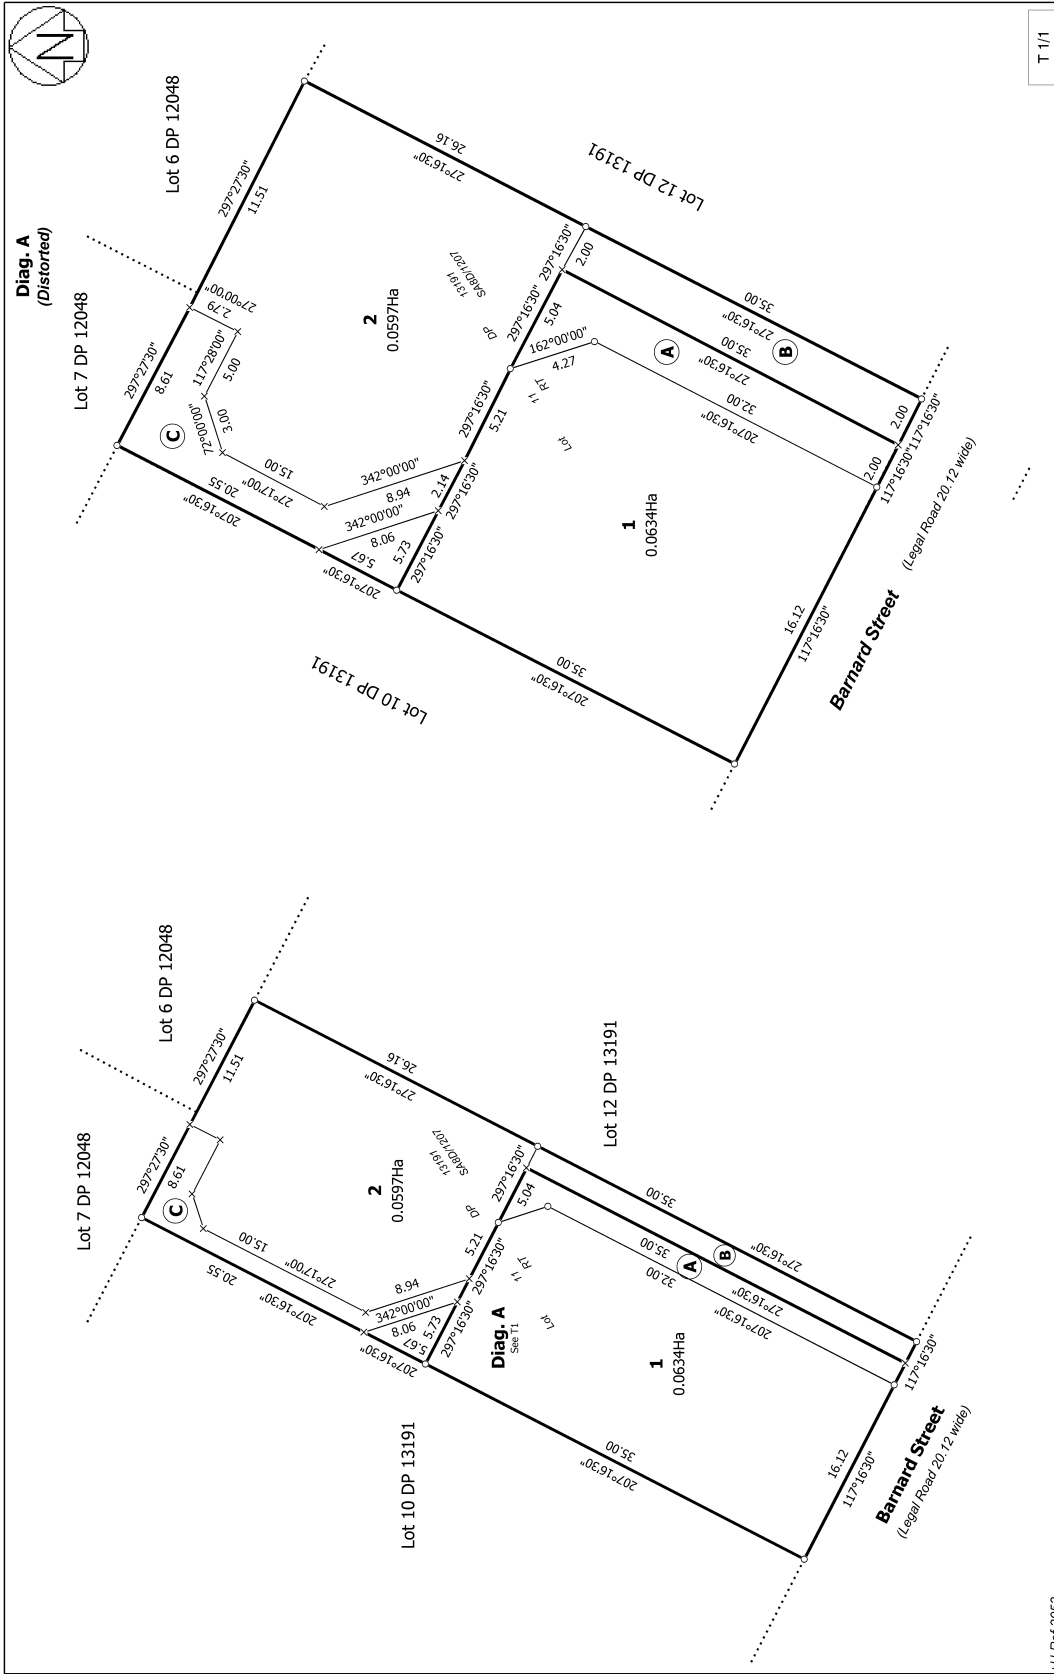 N
Diag. A
(Distorted)
Lot 7 DP 12048
Lot 6 DP 12048
297°27'30"
8.61
297°27'30"
11.51
27°00'00"
2.79
117°28'00"
5.00
72°00'00"
3.00
C
15.00
27°17'00"
20.55
207°16'30"
26.16
27°16'30"
2
0.0597Ha
DP
13191
SA8D/1207
342°00'00"
8.94
342°00'00"
8.06
5.67
207°16'30"
5.73
297°16'30"
2.14
297°16'30"
5.21
297°16'30"
5.04
297°16'30"
297°16'30"
2.00
162°00'00"
4.27
Lot
11
RT
Lot 12 DP 13191
Lot 10 DP 13191
A
B
35.00
27°16'30"
35.00
27°16'30"
32.00
207°16'30"
1
0.0634Ha
35.00
207°16'30"
16.12
117°16'30"
2.00
117°16'30"
2.00
117°16'30"
Barnard Street
(Legal Road 20.12 wide)
T 1/1
Lot 7 DP 12048
Lot 6 DP 12048
297°27'30"
8.61
297°27'30"
11.51
C
15.00
27°17'00"
20.55
207°16'30"
26.16
27°16'30"
2
0.0597Ha
DP
13191
SA8D/1207
8.94
342°00'00"
8.06
5.67
207°16'30"
5.73
297°16'30"
5.21
297°16'30"
5.04
297°16'30"
Diag. A
See T1
Lot
11
RT
Lot 12 DP 13191
Lot 10 DP 13191
A
B
35.00
27°16'30"
35.00
27°16'30"
32.00
207°16'30"
1
0.0634Ha
35.00
207°16'30"
16.12
117°16'30"
117°16'30"
Barnard Street
(Legal Road 20.12 wide)